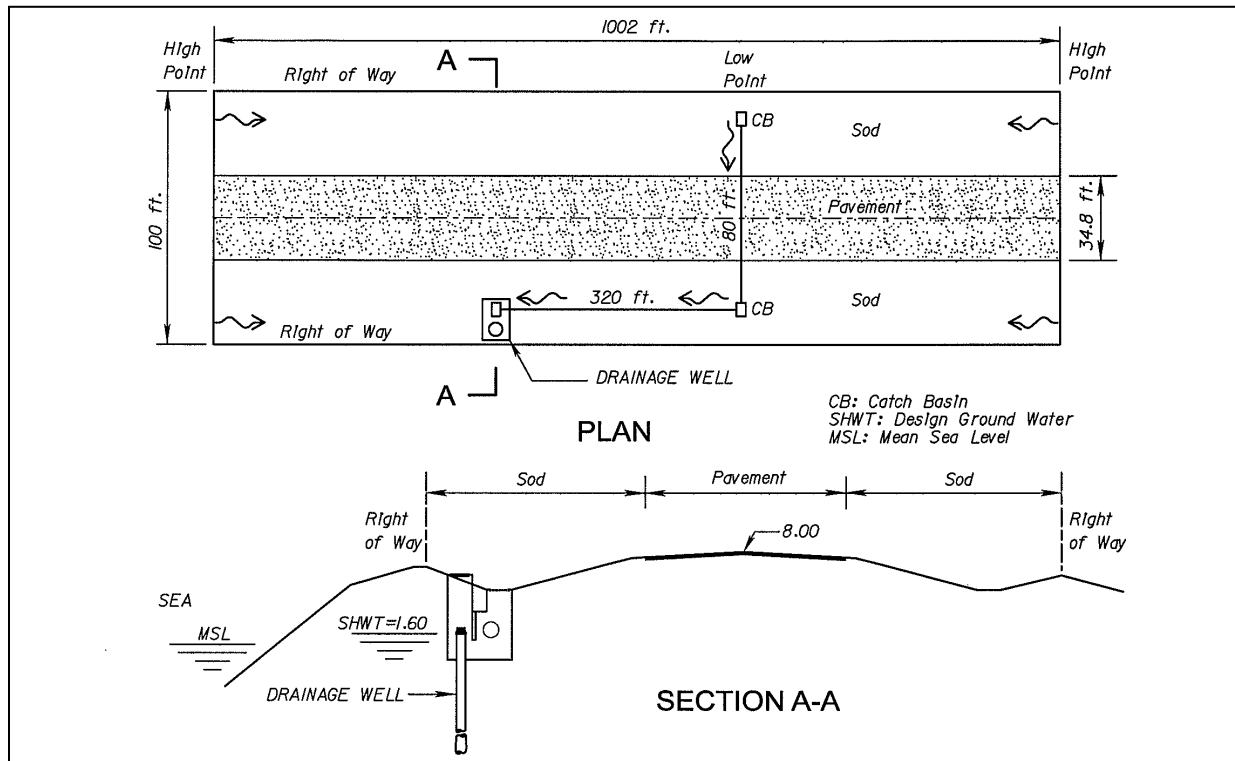 1002 ft.
High
Point
A
Right of Way
Low
Point
High
Point
CB
Sod
100 ft.
80 ft.
Pavement
34.8 ft.
320 ft.
CB
Sod
Right of Way
DRAINAGE WELL
A
PLAN
CB: Catch Basin
SHWT: Design Ground Water
MSL: Mean Sea Level
Sod
Pavement
Sod
Right
of Way
8.00
Right
of Way
SEA
MSL
SHWT=1.60
DRAINAGE WELL
SECTION A-A